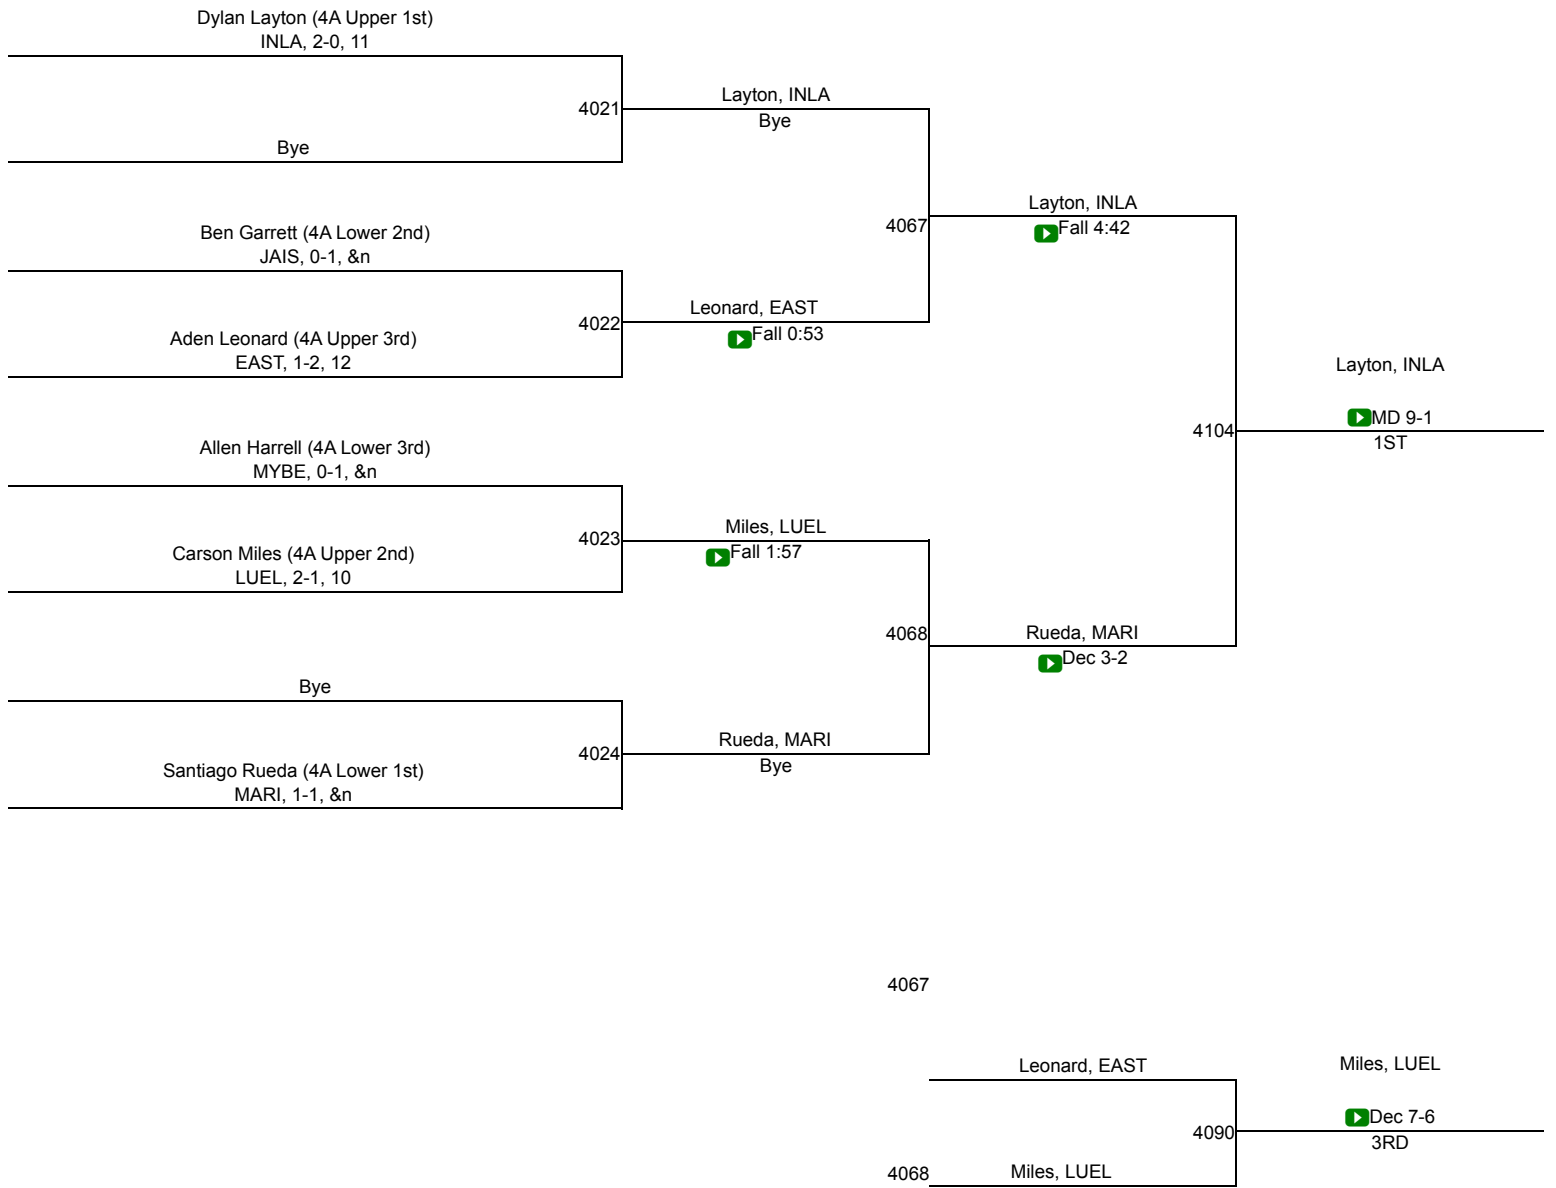 Dylan Layton (4A Upper 1st)
INLA, 2-0, 11
4021
Layton, INLA
Bye
Bye
Ben Garrett (4A Lower 2nd)
JAIS, 0-1, &n
4067
Layton, INLA
Fall 4:42
4022
Leonard, EAST
Fall 0:53
Aden Leonard (4A Upper 3rd)
EAST, 1-2, 12
Layton, INLA
MD 9-1
1ST
4104
Allen Harrell (4A Lower 3rd)
MYBE, 0-1, &n
4023
Miles, LUEL
Fall 1:57
Carson Miles (4A Upper 2nd)
LUEL, 2-1, 10
4068
Rueda, MARI
Dec 3-2
Bye
4024
Rueda, MARI
Bye
Santiago Rueda (4A Lower 1st)
MARI, 1-1, &n
4067
Leonard, EAST
Miles, LUEL
Dec 7-6
3RD
4090
4068
Miles, LUEL